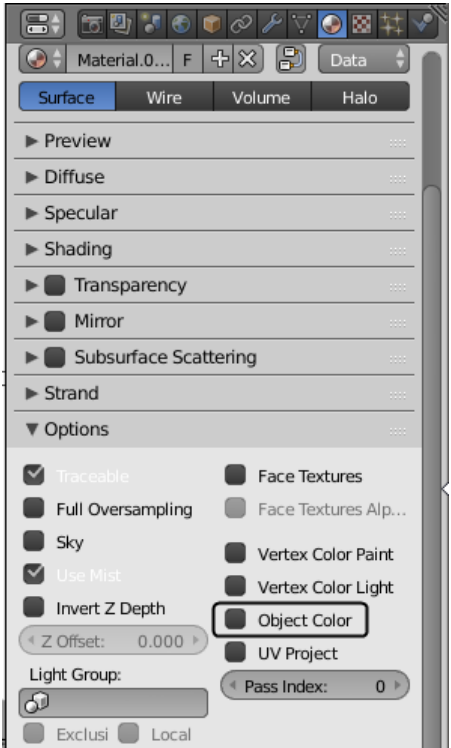 Material.0... F Data
Surface Wire Volume Halo
Preview
Diffuse
Specular
Shading
Transparency
Mirror
Subsurface Scattering
Strand
Options
Traceable Face Textures
Full Oversampling Face Textures Alp...
Sky Vertex Color Paint
Use Mist Vertex Color Light
Invert Z Depth Object Color
Z Offset: 0.000 UV Project
Light Group: Pass Index: 0
Exclusi Local